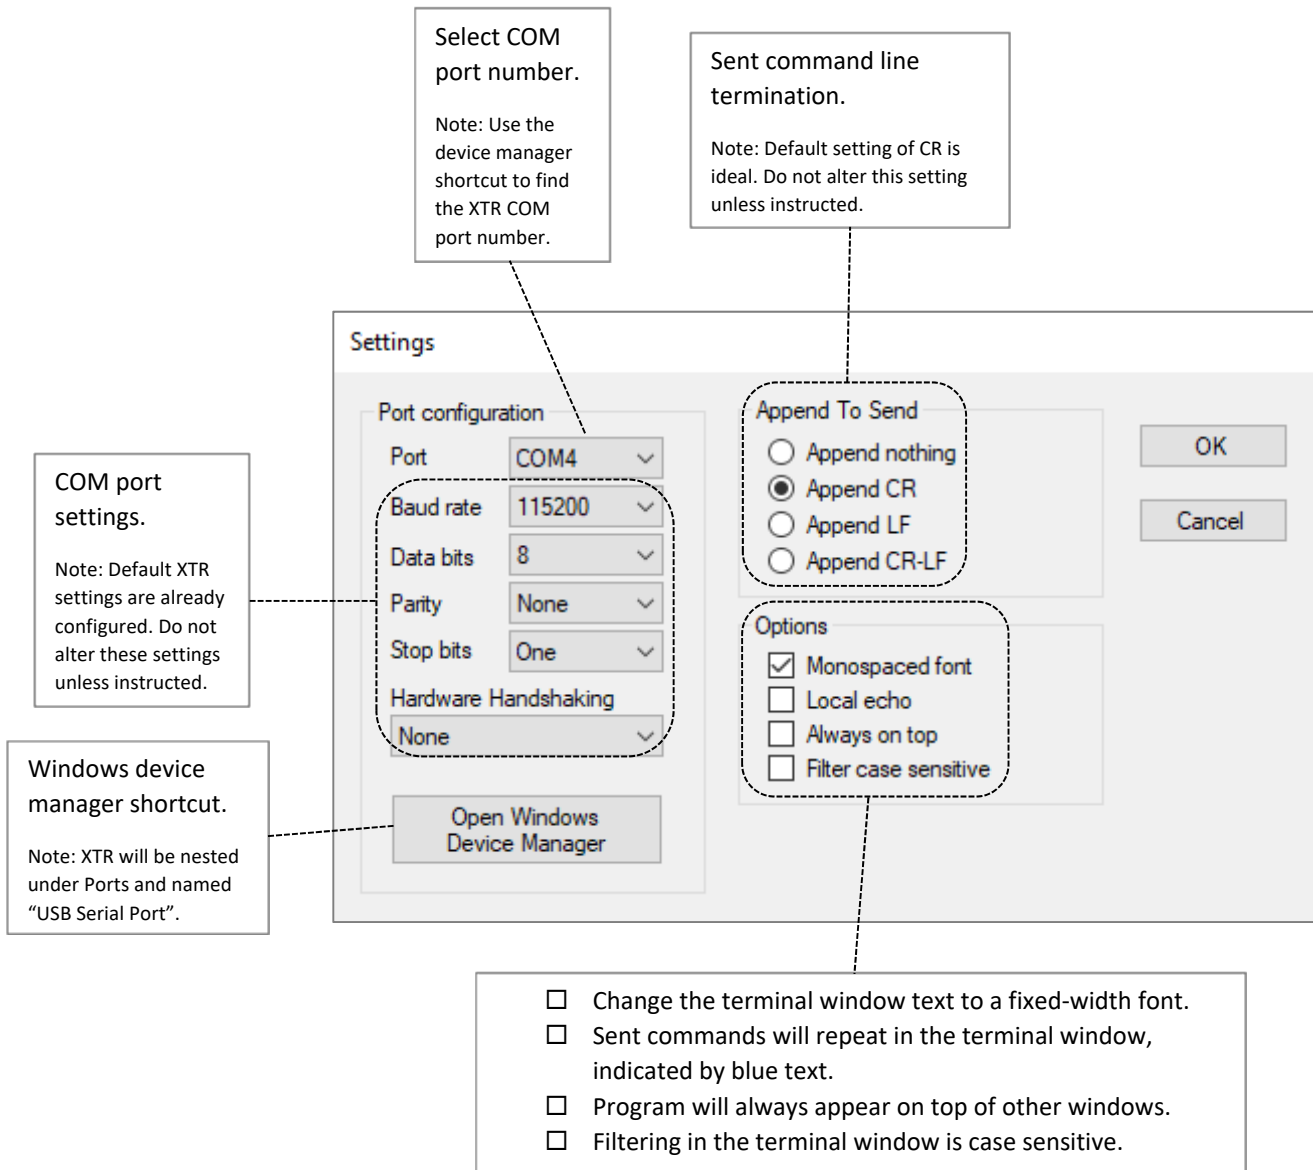 Select COM
port number.
Note: Use the
device manager
shortcut to find
the XTR COM
port number.
Sent command line
termination.
Note: Default setting of CR is
ideal. Do not alter this setting
unless instructed.
Settings
Port configuration
Port COM4
Baud rate 115200
Data bits 8
Parity None
Stop bits One
Hardware Handshaking
None
Open Windows
Device Manager
Append To Send
Append nothing
Append CR
Append LF
Append CR-LF
Options
Monospaced font
Local echo
Always on top
Filter case sensitive
OK
Cancel
COM port
settings.
Note: Default XTR
settings are already
configured. Do not
alter these settings
unless instructed.
Windows device
manager shortcut.
Note: XTR will be nested
under Ports and named
“USB Serial Port”.
Change the terminal window text to a fixed-width font.
Sent commands will repeat in the terminal window,
indicated by blue text.
Program will always appear on top of other windows.
Filtering in the terminal window is case sensitive.